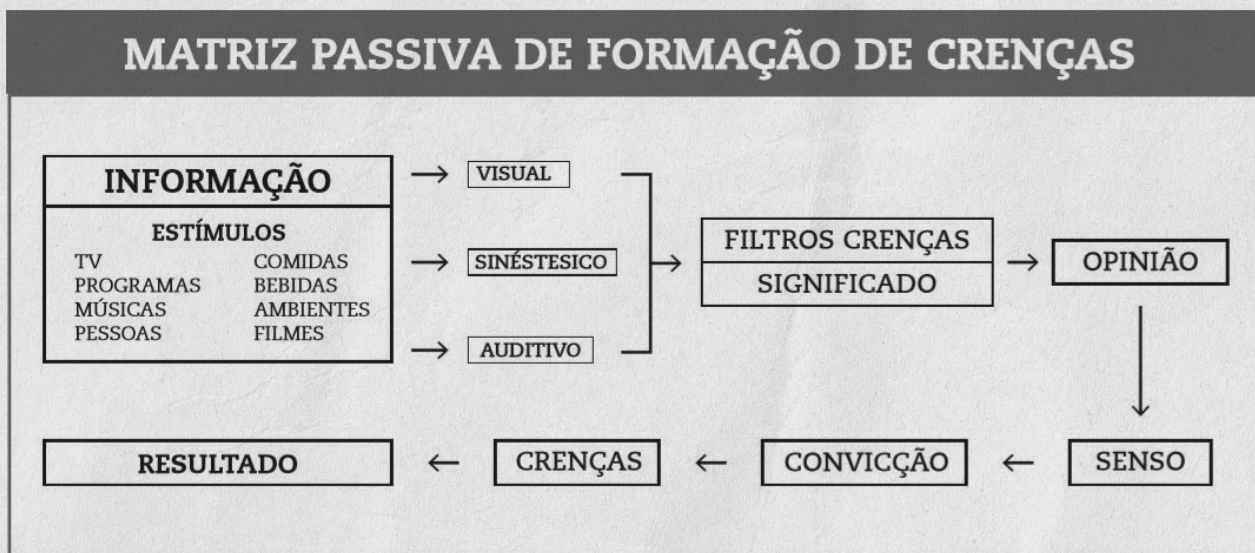 MATRIZ PASSIVA DE FORMAÇÃO DE CRENÇAS
INFORMAÇÃO
ESTÍMULOS
TV
PROGRAMAS
MÚSICAS
PESSOAS
COMIDAS
BEBIDAS
AMBIENTES
FILMES
VISUAL
SINÉSTESICO
AUDITIVO
FILTROS CRENÇAS
SIGNIFICADO
OPINIÃO
SENSO
CONVICÇÃO
CRENÇAS
RESULTADO